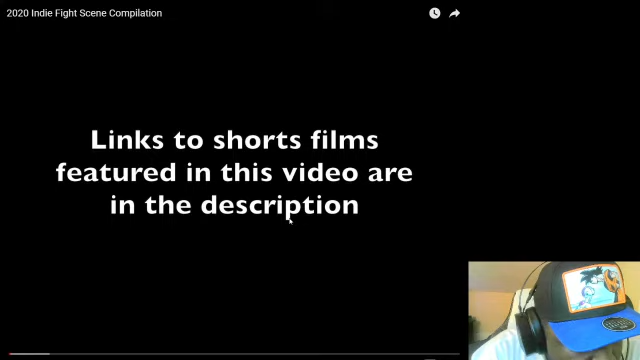 2020 Indie Fight Scene Compilation
Links to shorts films
featured in this video are
in the description